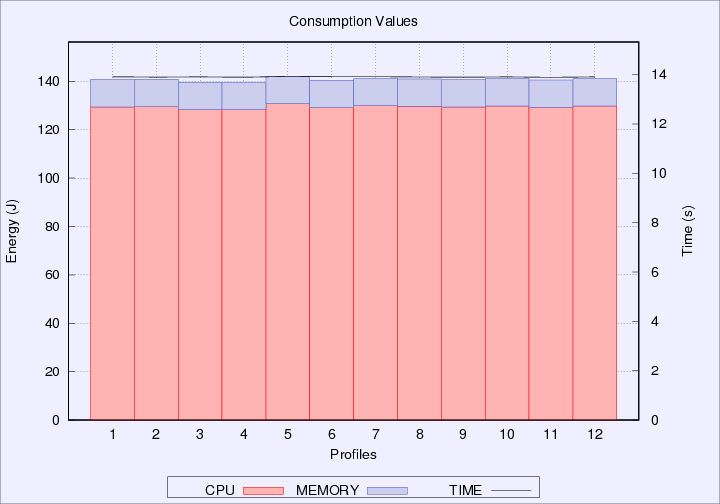 Consumption Values
140
120
100
80
60
40
20
0
Energy (J)
14
12
10
8
6
4
2
0
Time (s)
1 2 3 4 5 6 7 8 9 10 11 12
Profiles
CPU MEMORY TIME